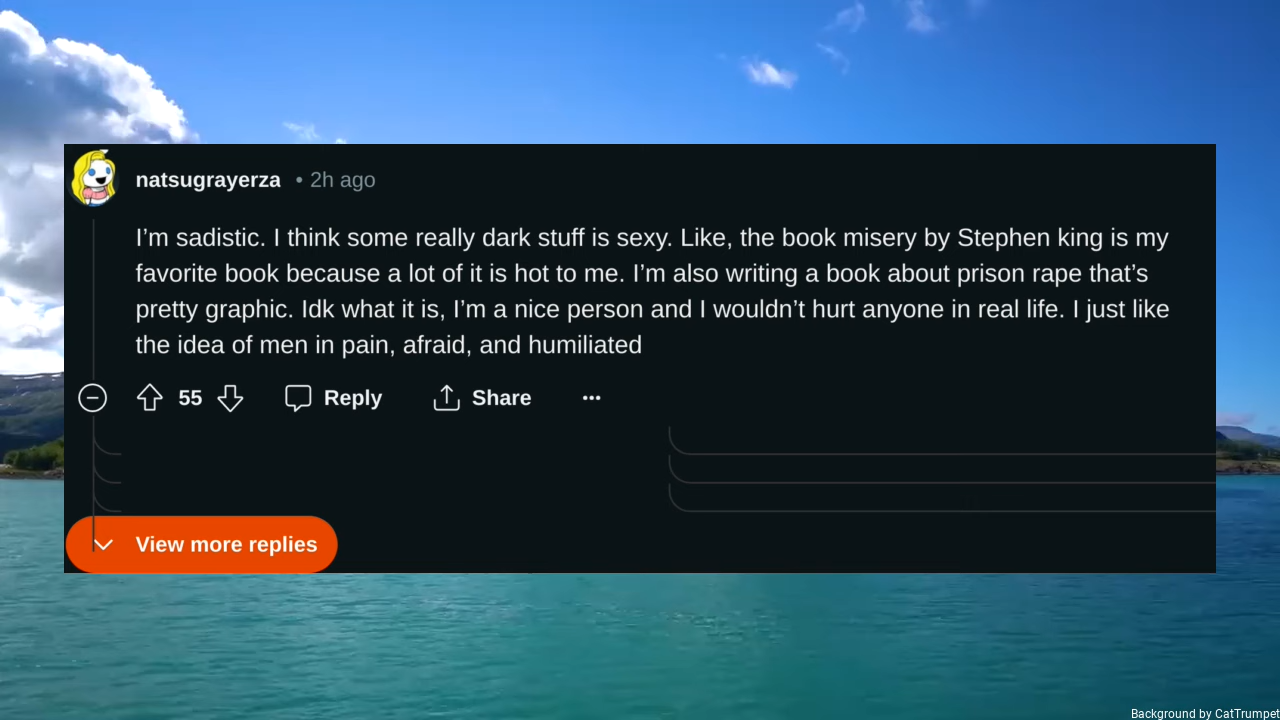 natsugrayerza • 2h ago
I’m sadistic. I think some really dark stuff is sexy. Like, the book misery by Stephen king is my
favorite book because a lot of it is hot to me. I’m also writing a book about prison rape that’s
pretty graphic. Idk what it is, I’m a nice person and I wouldn’t hurt anyone in real life. I just like
the idea of men in pain, afraid, and humiliated
55 Reply Share
View more replies
Background by CatTrumpet